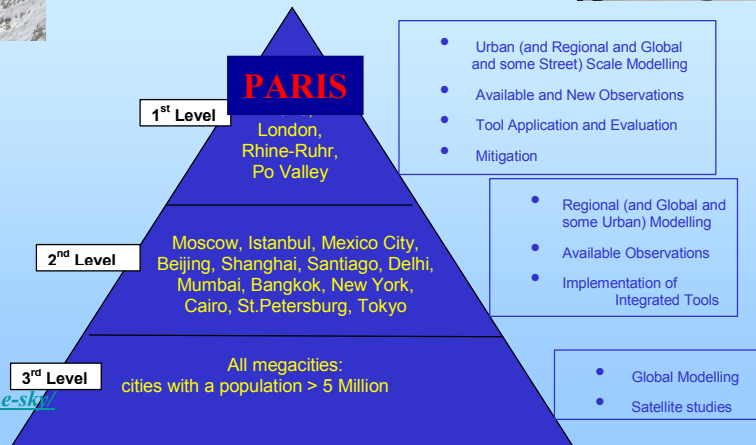 PARIS
1st Level
London,
Rhine-Ruhr,
Po Valley
• Urban (and Regional and Global
and some Street) Scale Modelling
• Available and New Observations
• Tool Application and Evaluation
• Mitigation
2nd Level
Moscow, Istanbul, Mexico City,
Beijing, Shanghai, Santiago, Delhi,
Mumbai, Bangkok, New York,
Cairo, St.Petersburg, Tokyo
• Regional (and Global and
some Urban) Modelling
• Available Observations
• Implementation of
Integrated Tools
3rd Level
All megacities:
cities with a population > 5 Million
e-sky/
• Global Modelling
• Satellite studies